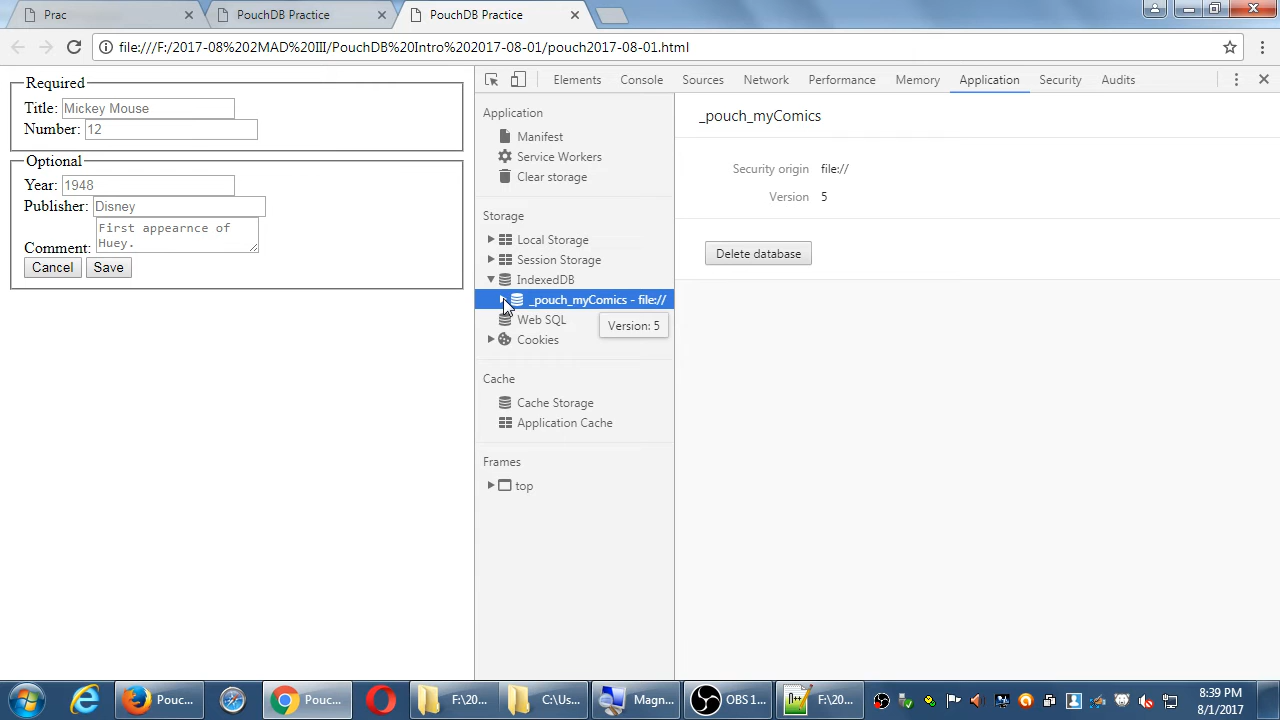 Prac
PouchDB Practice
PouchDB Practice
file:///F:/2017-08%202MAD%20III/PouchDB%20Intro%202017-08-01/pouch2017-08-01.html
Elements Console Sources Network Performance Memory Application Security Audits
Required
Title: Mickey Mouse
Number: 12
Optional
Year: 1948
Publisher: Disney
First appearnce of
Huey.
Comment:
Cancel Save
Application
Manifest
Service Workers
Clear storage
Storage
Local Storage
Session Storage
IndexedDB
_pouch_myComics - file://
Web SQL
Version: 5
Cookies
Cache
Cache Storage
Application Cache
Frames
top
_pouch_myComics
Security origin file://
Version 5
Delete database
Pouc...
Pouc...
F:\20...
C:\Us...
Magn...
OBS 1...
F:\20...
8:39 PM
8/1/2017